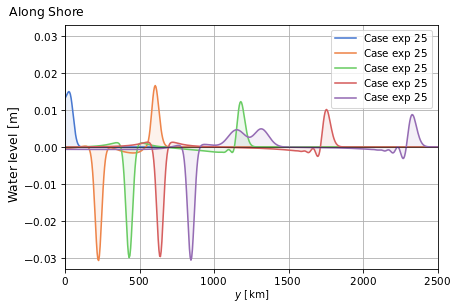 Along Shore
Water level [m]
0.03
0.02
0.01
0.00
−0.01
−0.02
−0.03
Case exp 25
Case exp 25
Case exp 25
Case exp 25
Case exp 25
0 500 1000 1500 2000 2500
y [km]